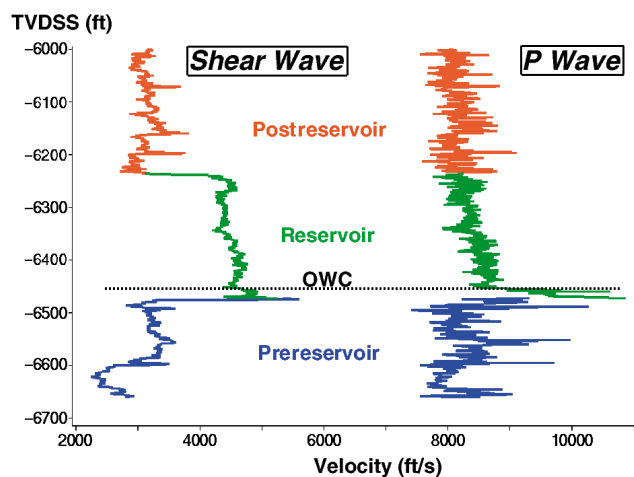 TVDSS (ft)
Shear Wave
P Wave
−6000
−6100
Postreservoir
−6200
Reservoir
−6300
−6400
OWC
−6500
Prereservoir
−6600
−6700
2000
4000
6000
8000
10000
Velocity (ft/s)